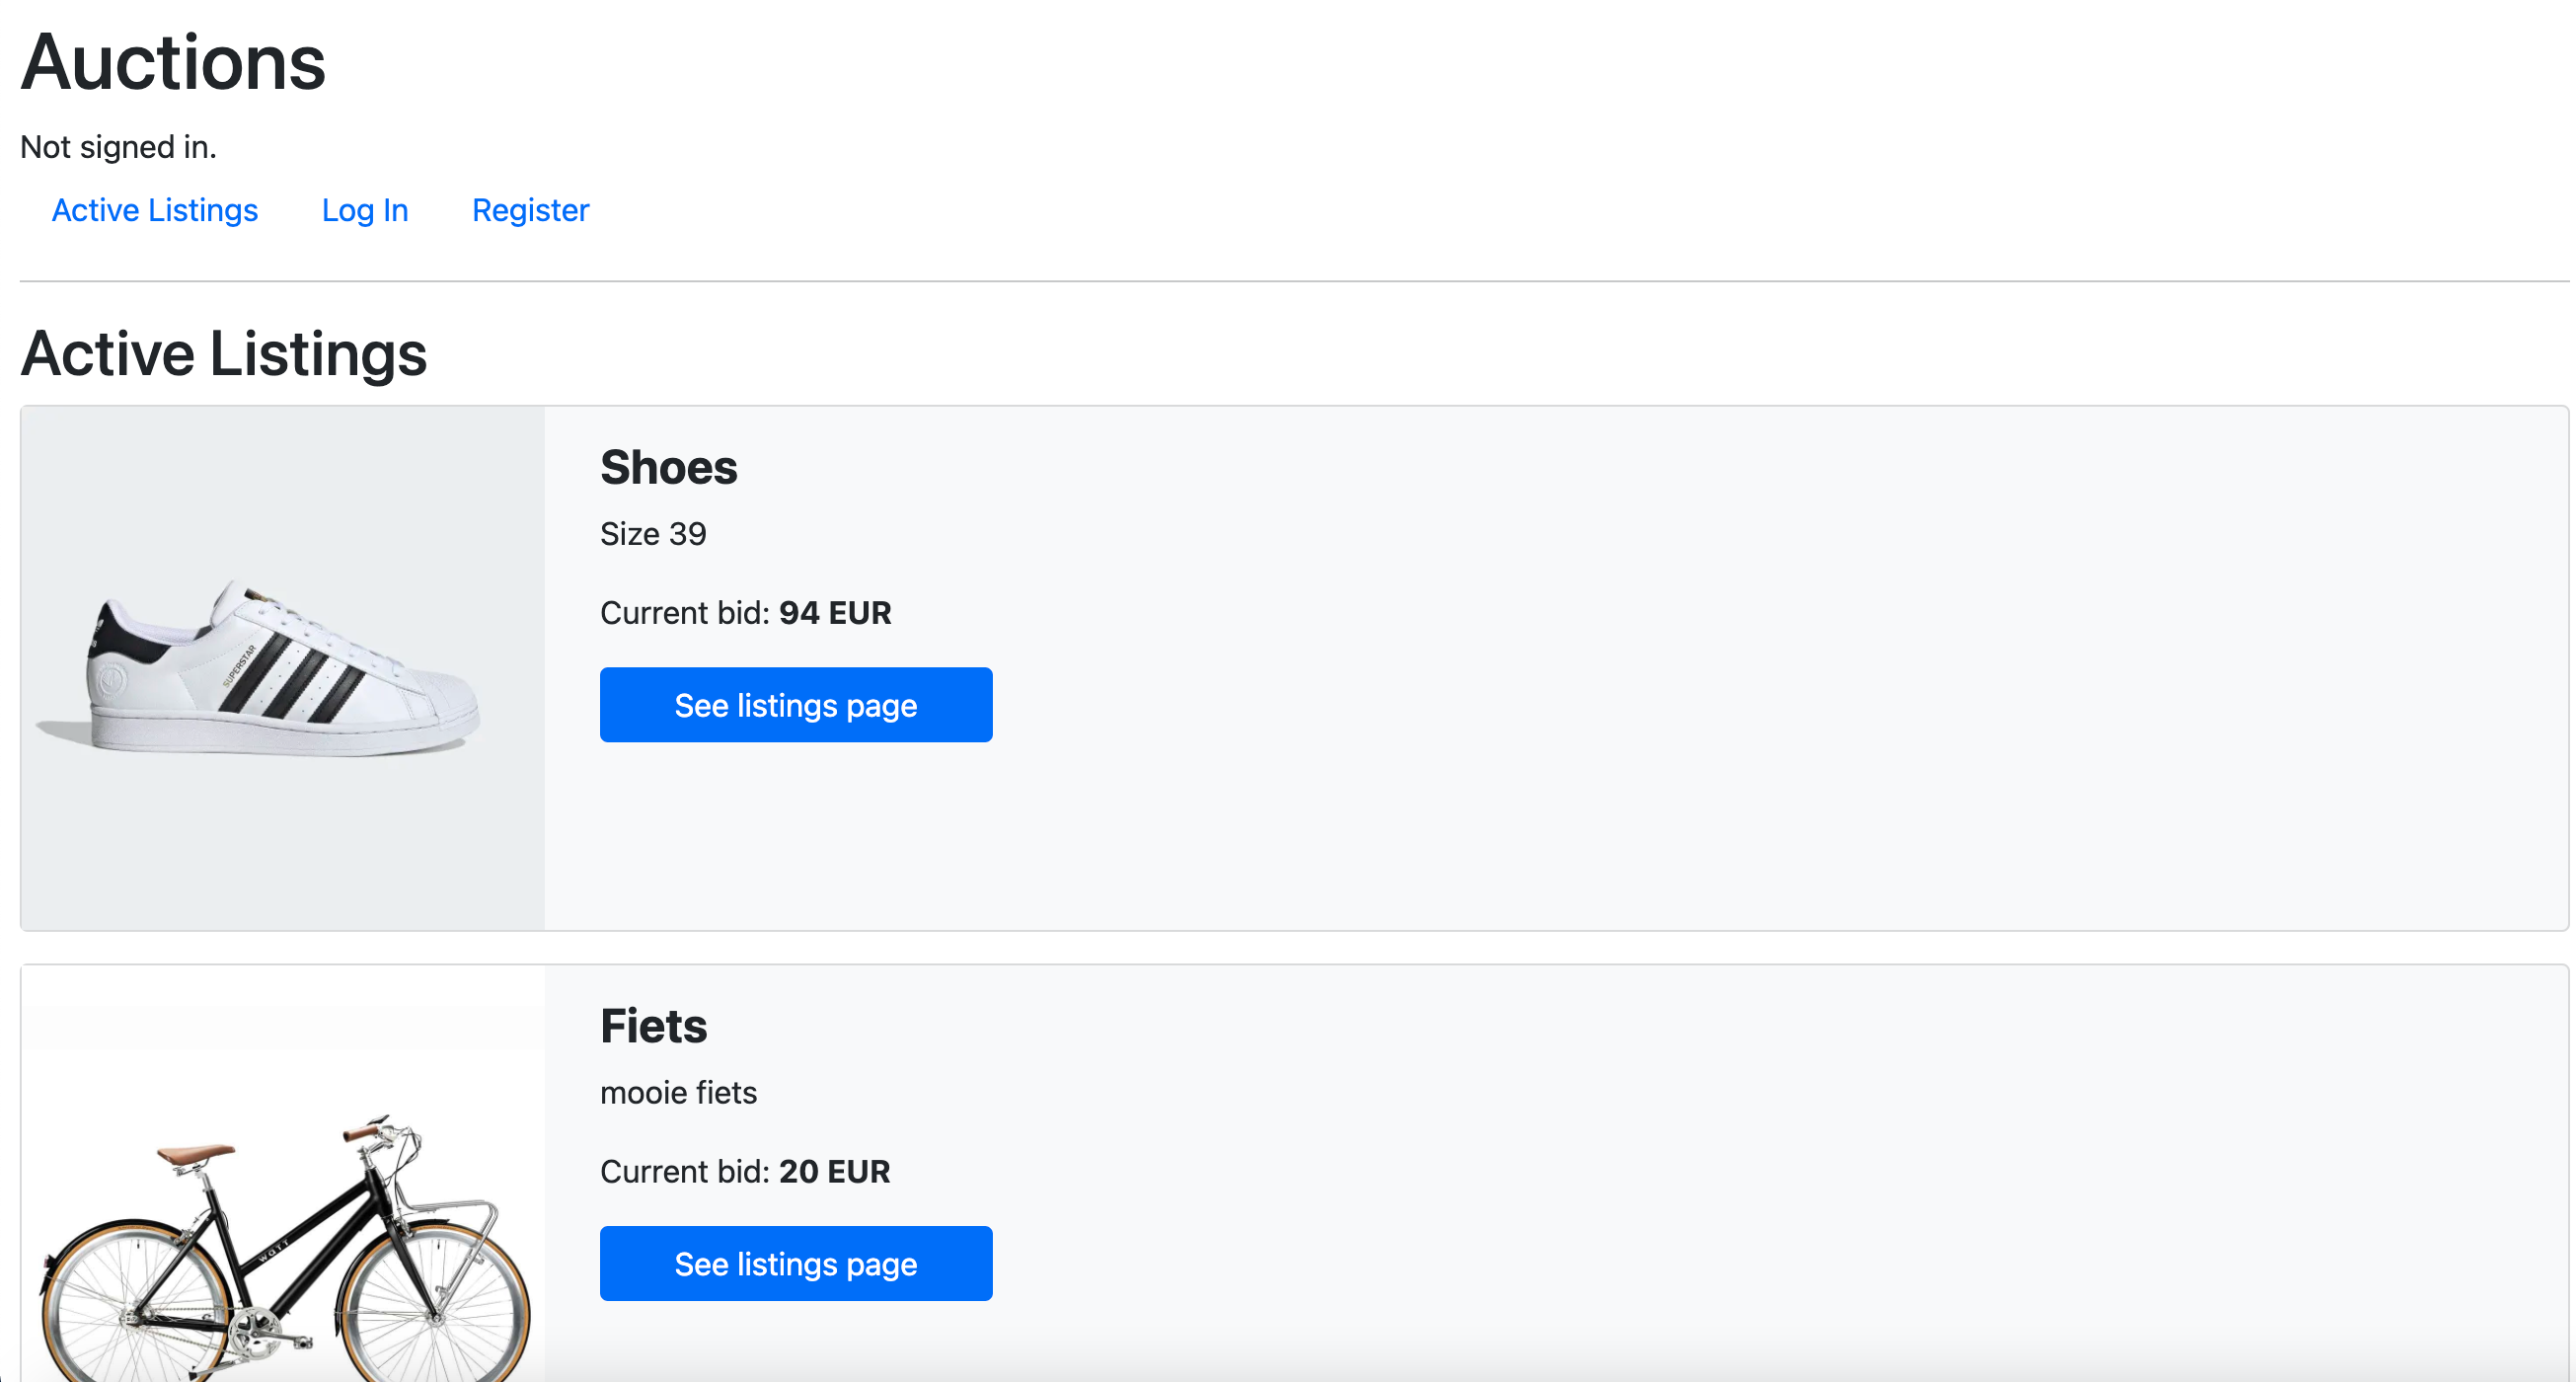 Auctions
Not signed in.
Active Listings Log In Register
Active Listings
Shoes
Size 39
Current bid: 94 EUR
See listings page
SUPERSTAR
Fiets
mooie fiets
Current bid: 20 EUR
See listings page
watt